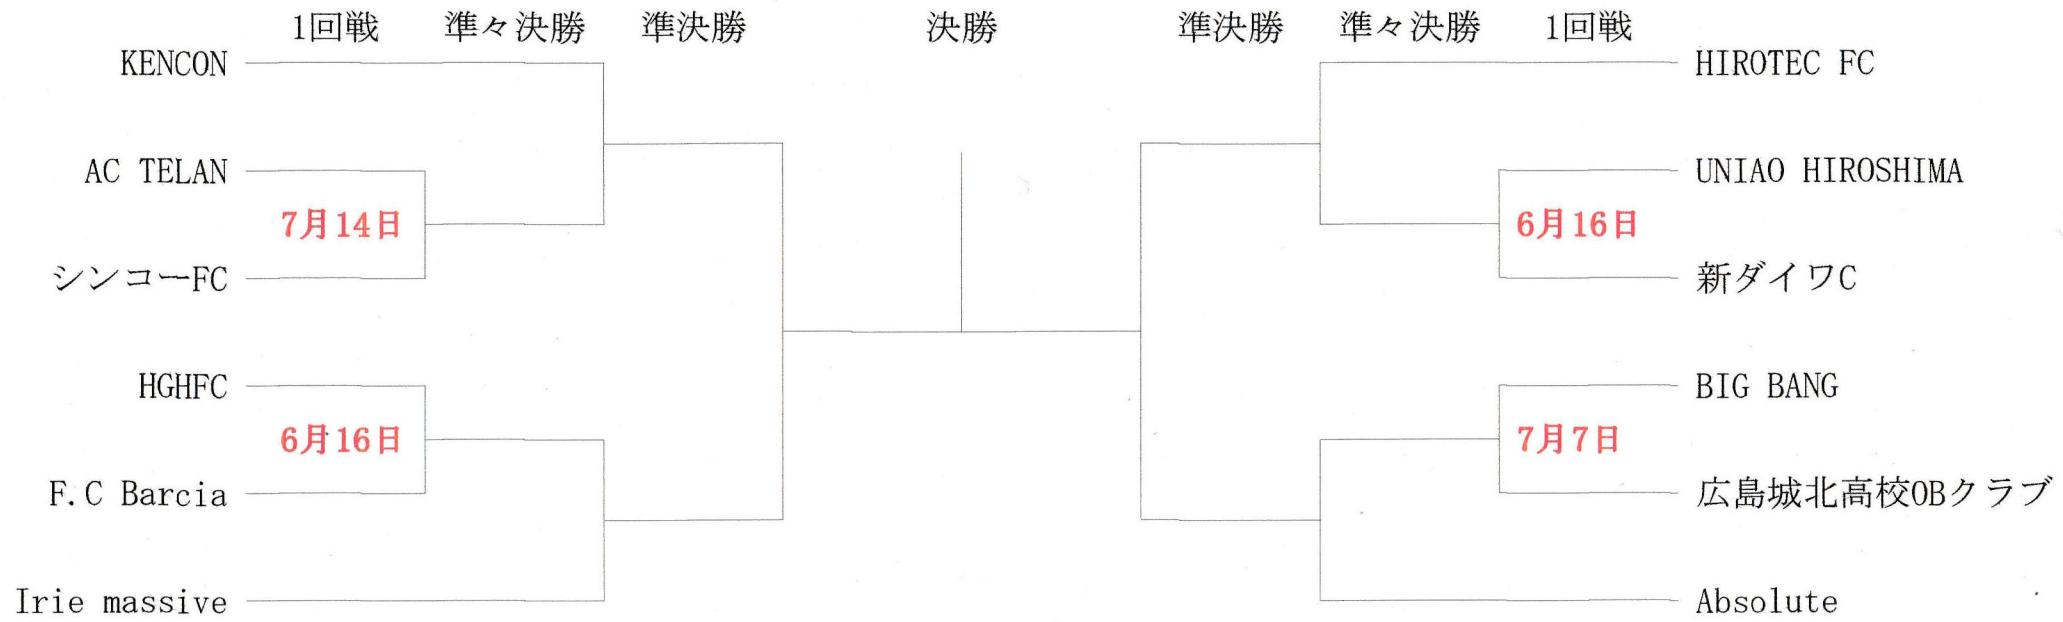 1回戦 準々決勝 準決勝 決勝 準決勝 準々決勝 1回戦
KENCON HIROTEC FC
AC TELAN UNIAO HIROSHIMA
7月14日 6月16日
シンコーFC 新ダイワC
HGHFC BIG BANG
6月16日 7月7日
F.C Barcia 広島城北高校OBクラブ
Irie massive Absolute